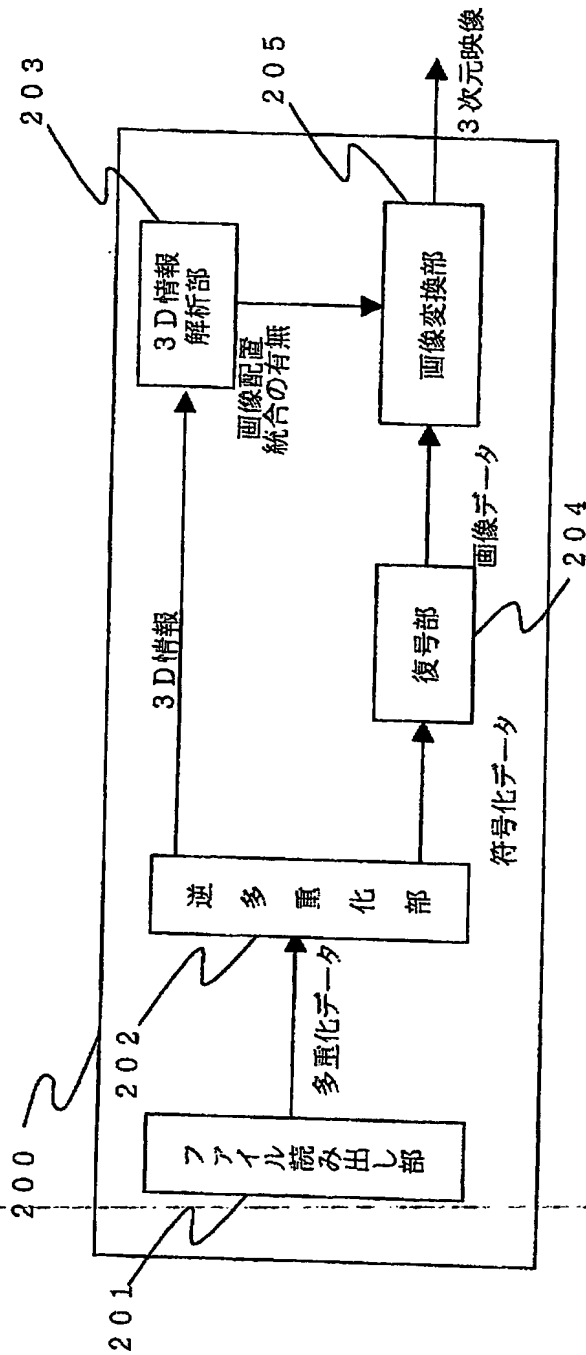 200
201
ファイル読み出し部
多重化データ
202
逆多重化部
3D情報
符号化データ
203
3D情報
解析部
画像配置
統合の有無
復号部
204
画像データ
205
画像変換部
3次元映像